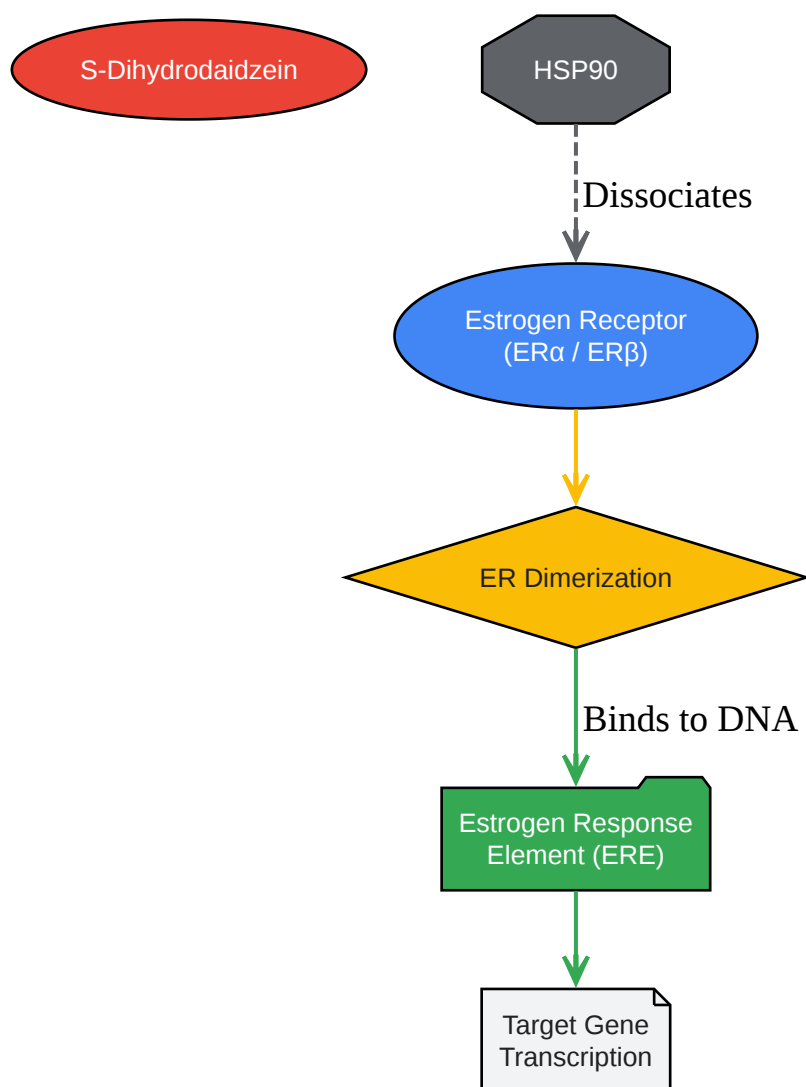 S-Dihydrodaidzein
HSP90
Dissociates
Estrogen Receptor
(ERα / ERβ)
ER Dimerization
Binds to DNA
Estrogen Response
Element (ERE)
Target Gene
Transcription